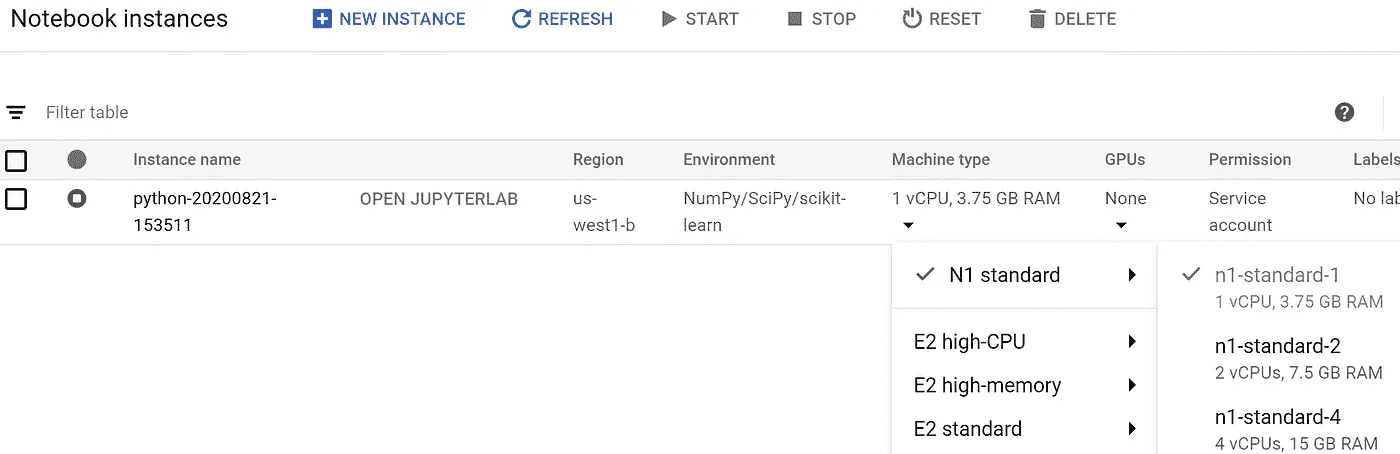 Notebook instances NEW INSTANCE REFRESH START STOP RESET DELETE
Filter table
Instance name Region Environment Machine type GPUs Permission Labels
python-20200821- OPEN JUPYTERLAB us- NumPy/SciPy/scikit- 1 vCPU, 3.75 GB RAM None Service No lab
153511 west1-b learn account
N1 standard n1-standard-1
1 vCPU, 3.75 GB RAM
E2 high-CPU n1-standard-2
2 vCPUs, 7.5 GB RAM
E2 high-memory
E2 standard n1-standard-4
4 vCPUs, 15 GB RAM